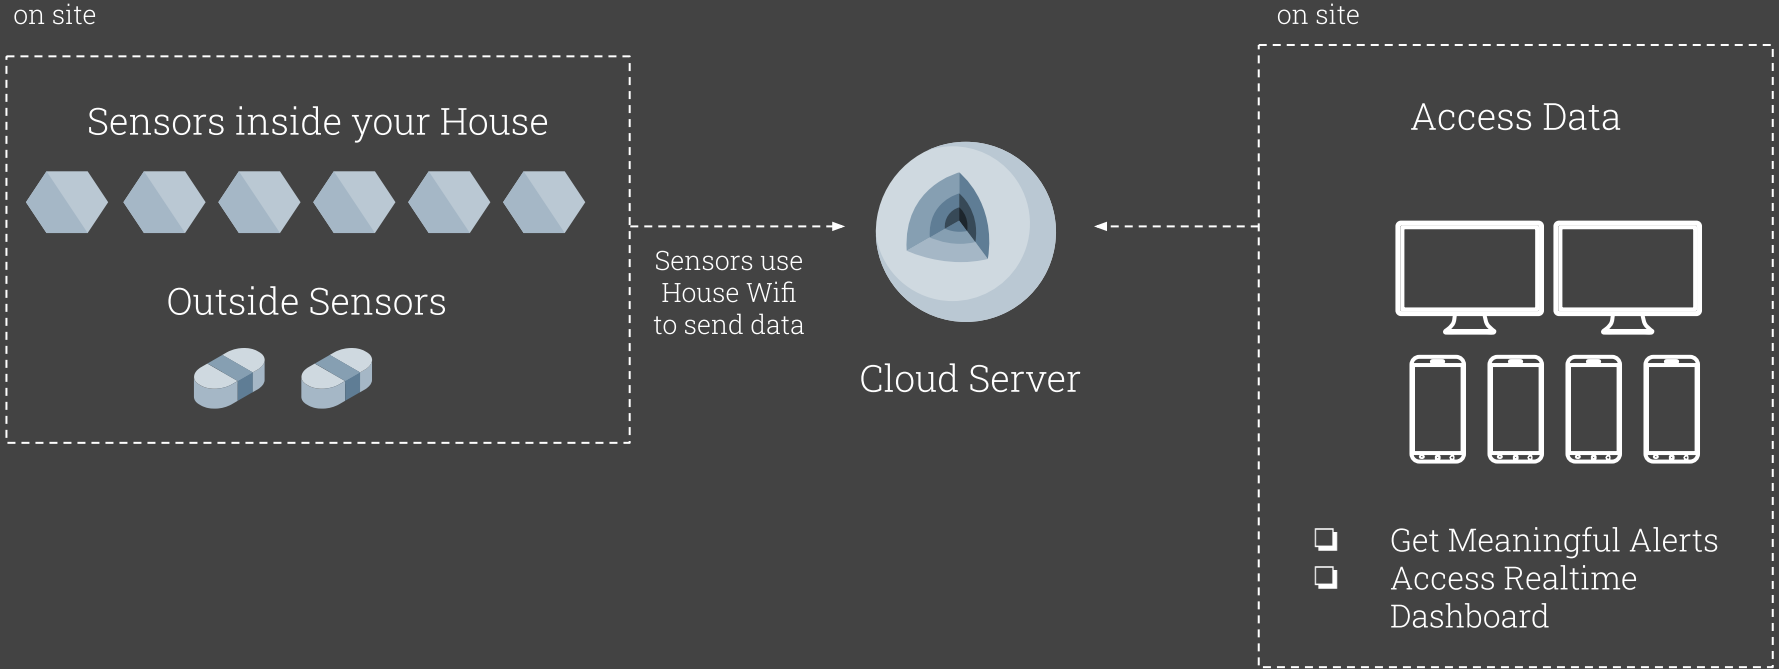 on site
Sensors inside your House
Outside Sensors
Sensors use
House Wifi
to send data
Cloud Server
on site
Access Data
Get Meaningful Alerts
Access Realtime
Dashboard